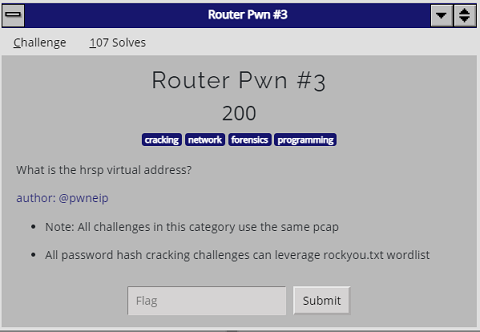 Router Pwn #3
Challenge 107 Solves
Router Pwn #3
200
cracking network forensics programming
What is the hrsp virtual address?
author: @pwneip
Note: All challenges in this category use the same pcap
All password hash cracking challenges can leverage rockyou.txt wordlist
Flag Submit